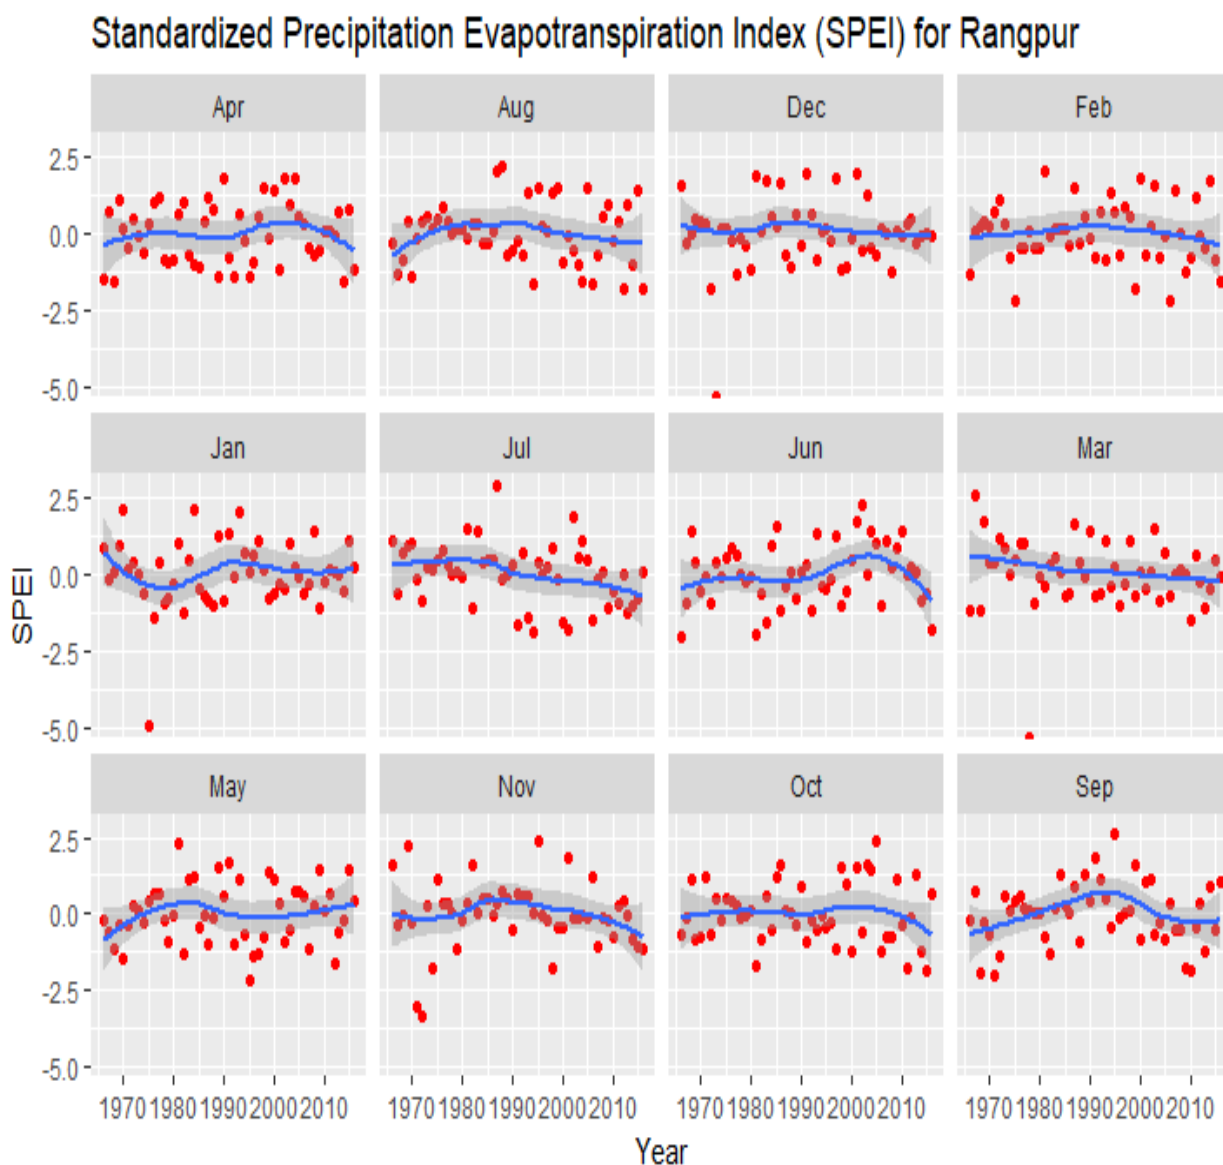 Standardized Precipitation Evapotranspiration Index (SPEI) for Rangpur
Apr Aug Dec Feb
2.5
0.0
-2.5
-5.0
Jan Jul Jun Mar
2.5
0.0
-2.5
-5.0
May Nov Oct Sep
2.5
0.0
-2.5
-5.0
SPEI
1970 1980 1990 2000 2010 1970 1980 1990 2000 2010 1970 1980 1990 2000 2010 1970 1980 1990 2000 2010
Year